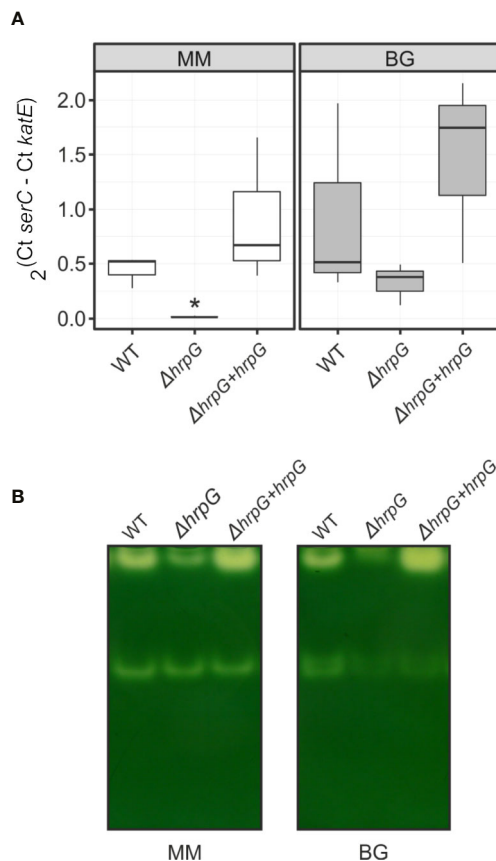 A
MM BG
2(Ct serC - Ct katE)
2.0
1.5
1.0
0.5
0.0
*
WT ΔhrpG ΔhrpG+hrpG WT ΔhrpG ΔhrpG+hrpG
B
WT ΔhrpG ΔhrpG+hrpG WT ΔhrpG ΔhrpG+hrpG
MM BG